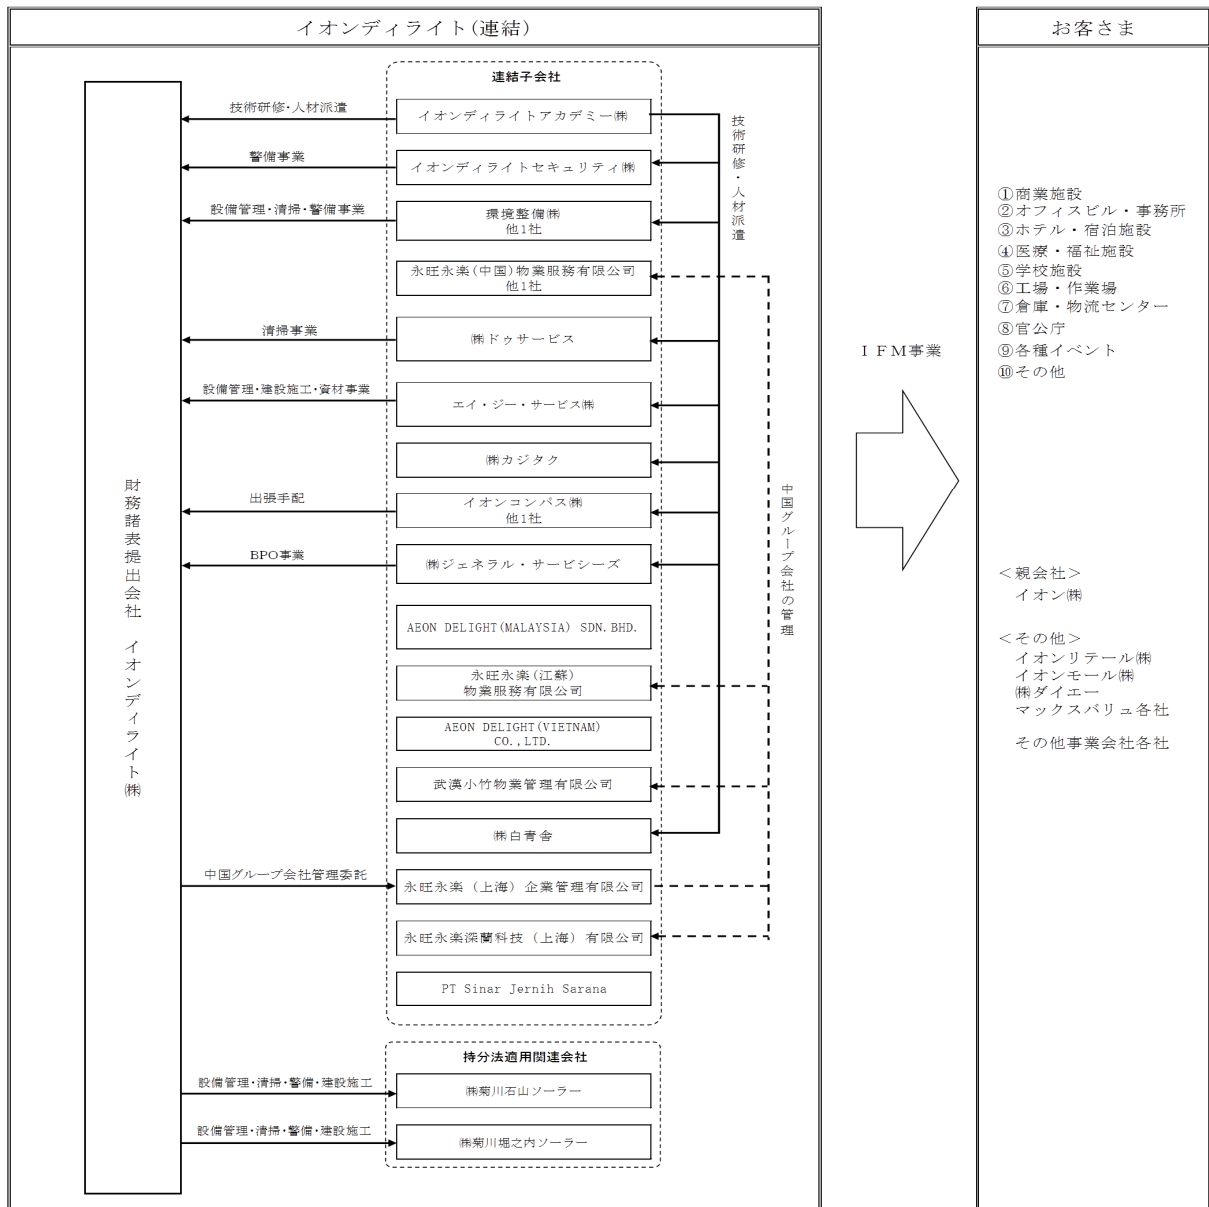 イオンディライト(連結)
お客さま
財務諸表提出会社 イオンディライト㈱
連結子会社
技術研修・人材派遣
イオンディライトアカデミー㈱
技術研修・人材派遣
警備事業
イオンディライトセキュリティ㈱
設備管理・清掃・警備事業
環境整備㈱
他1社
永旺永楽(中国)物業服務有限公司
他1社
清掃事業
㈱ドゥサービス
設備管理・建設施工・資材事業
エイ・ジー・サービス㈱
㈱カジタク
出張手配
イオンコンパス㈱
他1社
BPO事業
㈱ジェネラル・サービシーズ
AEON DELIGHT(MALAYSIA) SDN.BHD.
永旺永楽(江蘇)
物業服務有限公司
AEON DELIGHT(VIETNAM)
CO.,LTD.
武漢小竹物業管理有限公司
㈱白青舎
中国グループ会社管理委託
永旺永楽（上海）企業管理有限公司
永旺永楽深蘭科技（上海）有限公司
PT Sinar Jernih Sarana
中国グループ会社の管理
持分法適用関連会社
設備管理・清掃・警備・建設施工
㈱菊川石山ソーラー
設備管理・清掃・警備・建設施工
㈱菊川堀之内ソーラー
ＩＦＭ事業
①商業施設
②オフィスビル・事務所
③ホテル・宿泊施設
④医療・福祉施設
⑤学校施設
⑥工場・作業場
⑦倉庫・物流センター
⑧官公庁
⑨各種イベント
⑩その他
＜親会社＞
イオン㈱
＜その他＞
イオンリテール㈱
イオンモール㈱
㈱ダイエー
マックスバリュ各社
その他事業会社各社